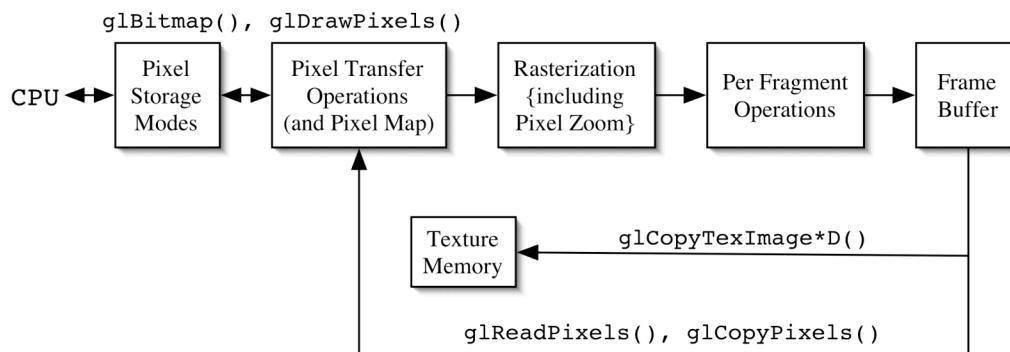 glBitmap(), glDrawPixels()
CPU
Pixel
Storage
Modes
Pixel Transfer
Operations
(and Pixel Map)
Rasterization
{including
Pixel Zoom}
Per Fragment
Operations
Frame
Buffer
Texture
Memory
glCopyTexImage*D()
glReadPixels(), glCopyPixels()